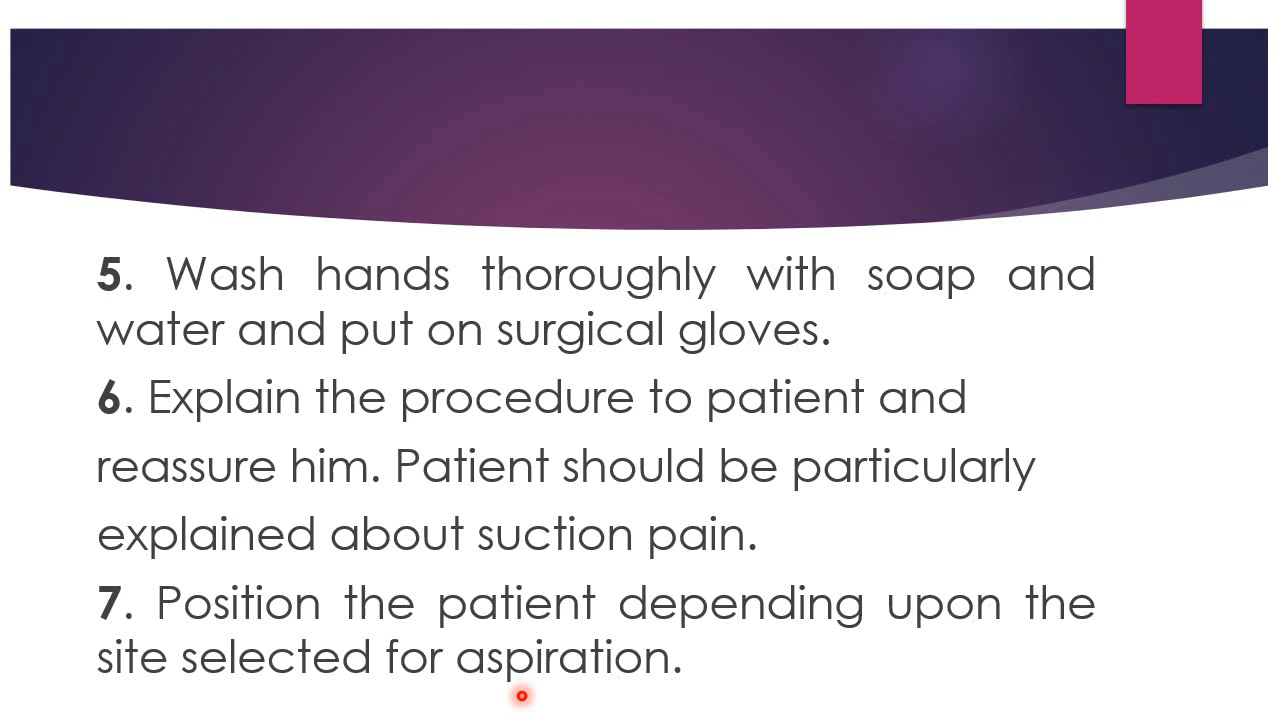 5. Wash hands thoroughly with soap and
water and put on surgical gloves.
6. Explain the procedure to patient and
reassure him. Patient should be particularly
explained about suction pain.
7. Position the patient depending upon the
site selected for aspiration.